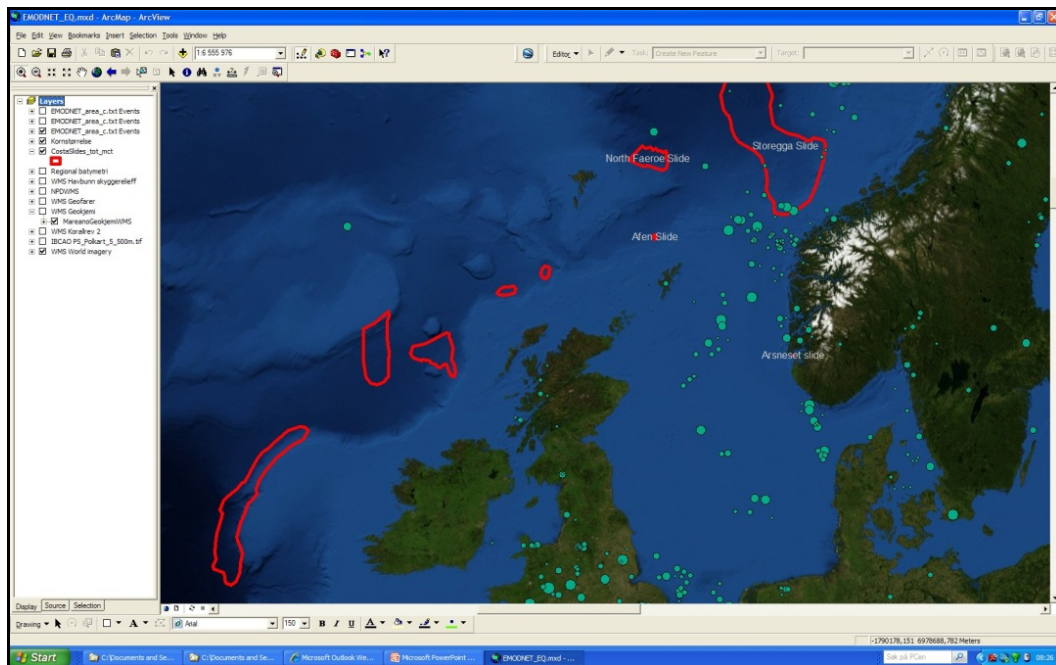 EMODNET_EQ.mxd - ArcMap - ArcView
File Edit View Bookmarks Insert Selection Tools Window Help
1:6 555 976
Editor
Task: Create New Feature
Target:
Layers
EMODNET_area_c.txt Events
EMODNET_area_c.txt Events
EMODNET_area_c.txt Events
Kornstørrelse
CostaSlides_tot_mct
Regional batymetri
WMS Havbunn skyggerelieff
NPDWMS
WMS Geofarer
WMS Geokjemi
MareanoGeokjemiWMS
WMS Korallrev 2
IBCAO PS_Polkart_5_500m.tif
WMS World imagery
Storegga Slide
North Faeroe Slide
Afen Slide
Arsneset slide
Display Source Selection
Drawing
Arial
150
B I U A
-1790178,151 6978688,782 Meters
Start
C:\Documents and Se...
C:\Documents and Se...
Microsoft Outlook We...
Microsoft PowerPoint ...
EMODNET_EQ.mxd - ...
Søk på PCen
08:26